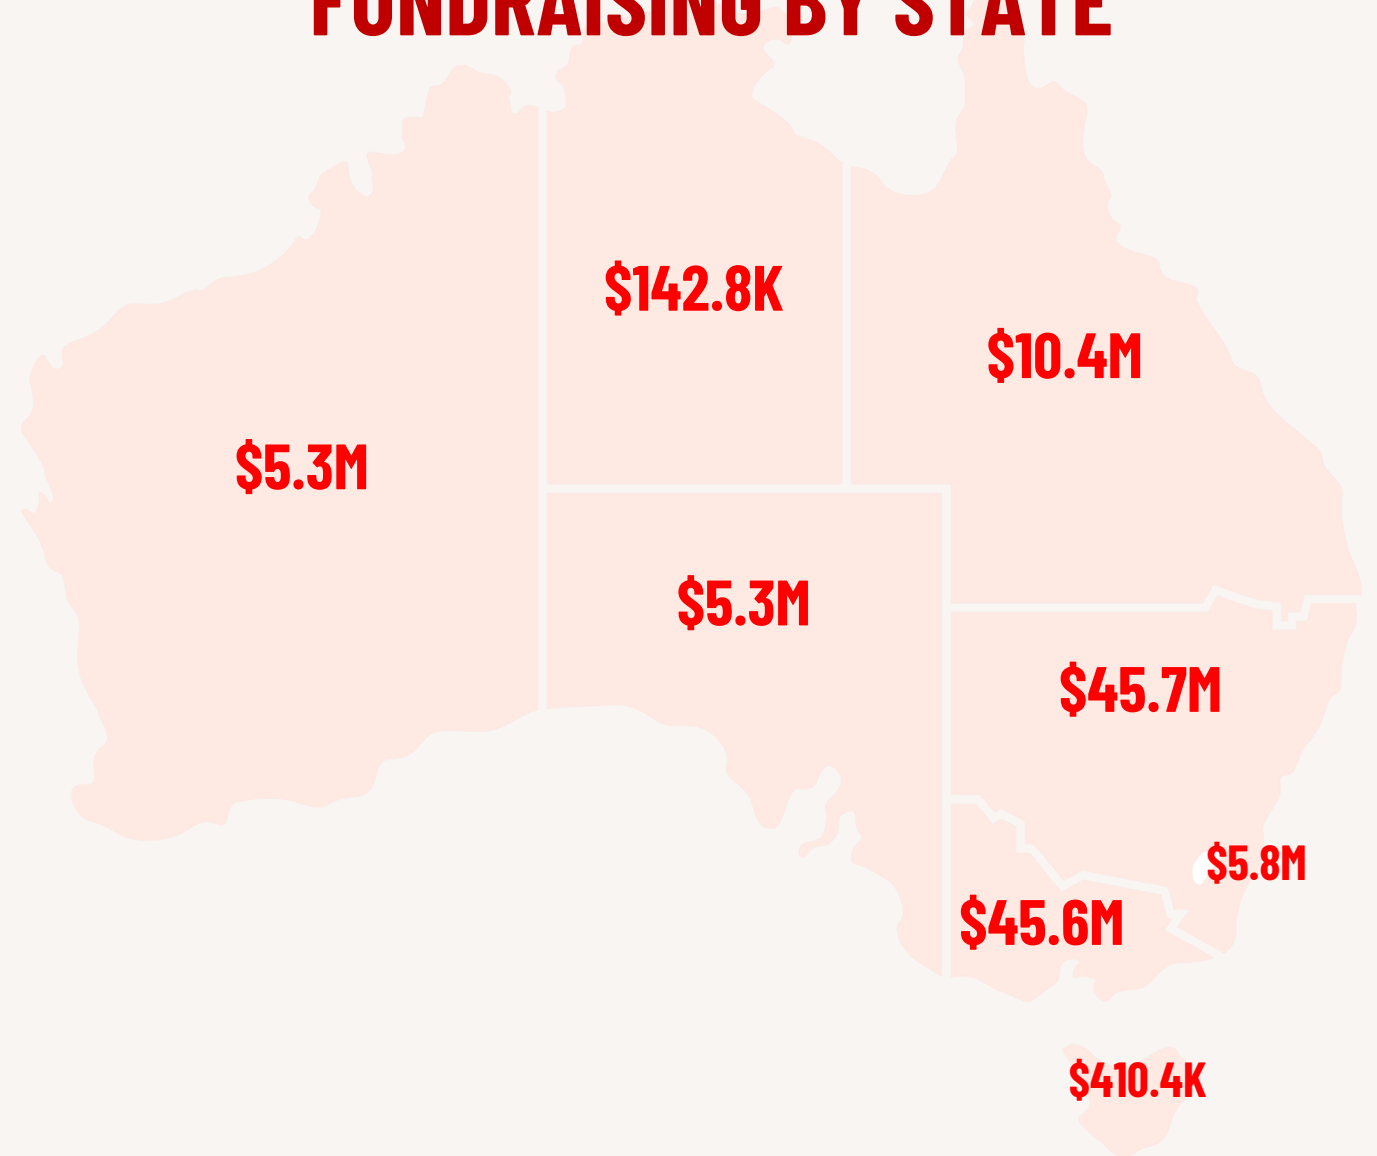 FUNDRAISING BY STATE
$142.8K
$10.4M
$5.3M
$5.3M
$45.7M
$5.8M
$45.6M
$410.4K